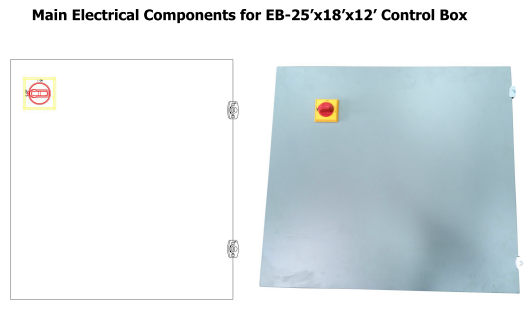 Main Electrical Components for EB-25’x18’x12’ Control Box